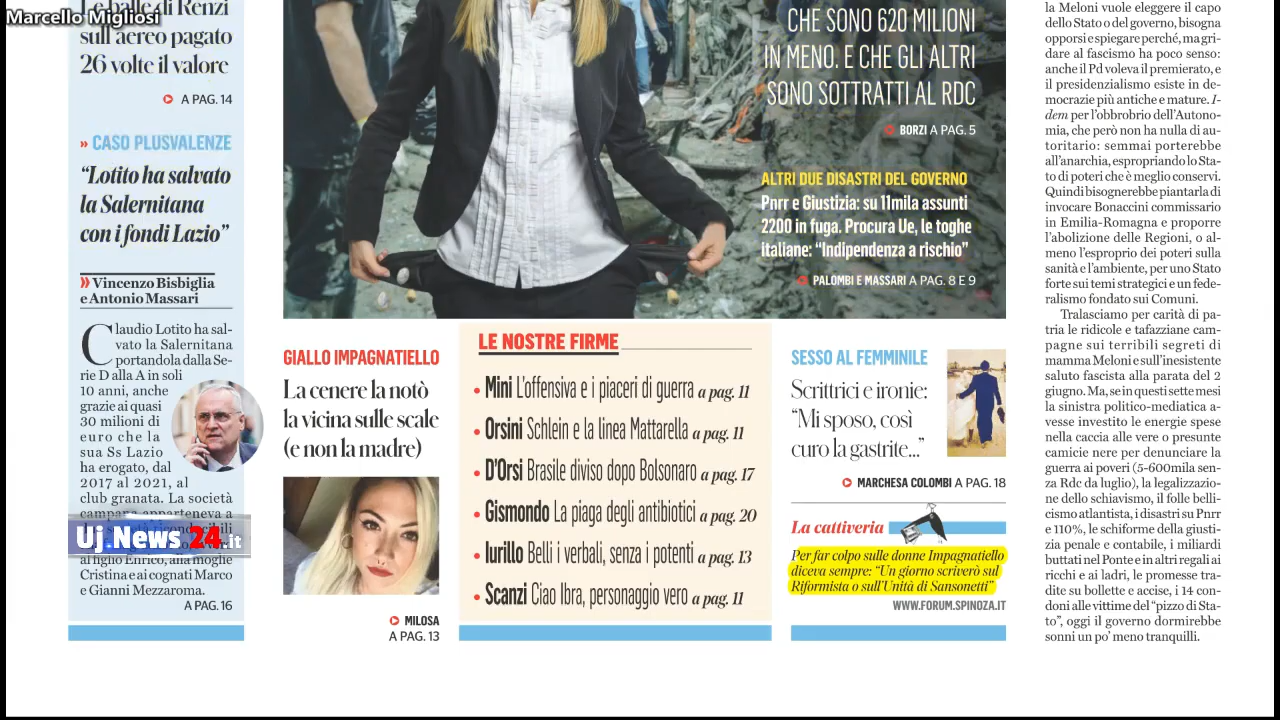 Marcello Migliosi
Le balle di Renzi
sull'aereo pagato
26 volte il valore
A PAG. 14
» CASO PLUSVALENZE
“Lotito ha salvato
la Salernitana
con i fondi Lazio”
» Vincenzo Bisbiglia
e Antonio Massari
Claudio Lotito ha sal-
vato la Salernitana
portandola dalla Se-
rie D alla A in soli
10 anni, anche
grazie ai quasi
30 milioni di
euro che la
sua Ss Lazio
ha erogato, dal
2017 al 2021, al
club granata. La società
campana apparteneva a
Uj.News 24.it
al figlio Enrico, alla moglie
Cristina e ai cognati Marco
e Gianni Mezzaroma.
A PAG. 16
CHE SONO 620 MILIONI
IN MENO. E CHE GLI ALTRI
SONO SOTTRATTI AL RDC
BORZI A PAG. 5
ALTRI DUE DISASTRI DEL GOVERNO
Pnrr e Giustizia: su 11mila assunti
2200 in fuga. Procura Ue, le toghe
italiane: “Indipendenza a rischio”
PALOMBI E MASSARI A PAG. 8 E 9
GIALLO IMPAGNATIELLO
La cenere la notò
la vicina sulle scale
(e non la madre)
MILOSA
A PAG. 13
LE NOSTRE FIRME
• Mini L'offensiva e i piaceri di guerra a pag. 11
• Orsini Schlein e la linea Mattarella a pag. 11
• D'Orsi Brasile diviso dopo Bolsonaro a pag. 17
• Gismondo La piaga degli antibiotici a pag. 20
• Iurillo Belli i verbali, senza i potenti a pag. 13
• Scanzi Ciao Ibra, personaggio vero a pag. 11
SESSO AL FEMMINILE
Scrittrici e ironie:
“Mi sposo, così
curo la gastrite...”
MARCHESA COLOMBI A PAG. 18
La cattiveria
Per far colpo sulle donne Impagnatiello
diceva sempre: “Un giorno scriverò sul
Riformista o sull'Unità di Sansonetti”
WWW.FORUM.SPINOZA.IT
la Meloni vuole eleggere il capo
dello Stato o del governo, bisogna
opporsi e spiegare perché, ma gri-
dare al fascismo ha poco senso:
anche il Pd voleva il premierato, e
il presidenzialismo esiste in de-
mocrazie più antiche e mature. I-
dem per l'obbrobrio dell'Autono-
mia, che però non ha nulla di au-
toritario: semmai porterebbe
all'anarchia, espropriando lo Sta-
to di poteri che è meglio conservi.
Quindi bisognerebbe piantarla di
invocare Bonaccini commissario
in Emilia-Romagna e proporre
l'abolizione delle Regioni, o al-
meno l'esproprio dei poteri sulla
sanità e l'ambiente, per uno Stato
forte sui temi strategici e un fede-
ralismo fondato sui Comuni.
Tralasciamo per carità di pa-
tria le ridicole e tafazziane cam-
pagne sui terribili segreti di
mamma Meloni e sull'inesistente
saluto fascista alla parata del 2
giugno. Ma, se in questi sette mesi
la sinistra politico-mediatica a-
vesse investito le energie spese
nella caccia alle vere o presunte
camicie nere per denunciare la
guerra ai poveri (5-600mila sen-
za Rdc da luglio), la legalizzazio-
ne dello schiavismo, il folle belli-
cismo atlantista, i disastri su Pnrr
e 110%, le schiforme della giusti-
zia penale e contabile, i miliardi
buttati nel Ponte e in altri regali ai
ricchi e ai ladri, le promesse tra-
dite su bollette e accise, i 14 con-
doni alle vittime del “pizzo di Sta-
to”, oggi il governo dormirebbe
sonni un po' meno tranquilli.